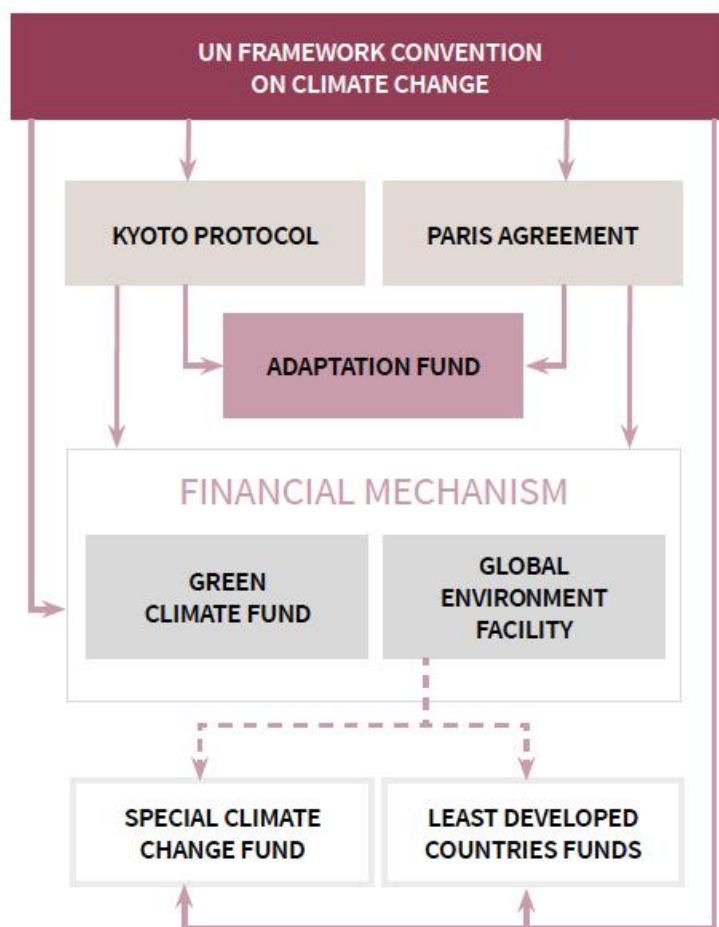 UN FRAMEWORK CONVENTION
ON CLIMATE CHANGE
KYOTO PROTOCOL
PARIS AGREEMENT
ADAPTATION FUND
FINANCIAL MECHANISM
GREEN
CLIMATE FUND
GLOBAL
ENVIRONMENT
FACILITY
SPECIAL CLIMATE
CHANGE FUND
LEAST DEVELOPED
COUNTRIES FUNDS